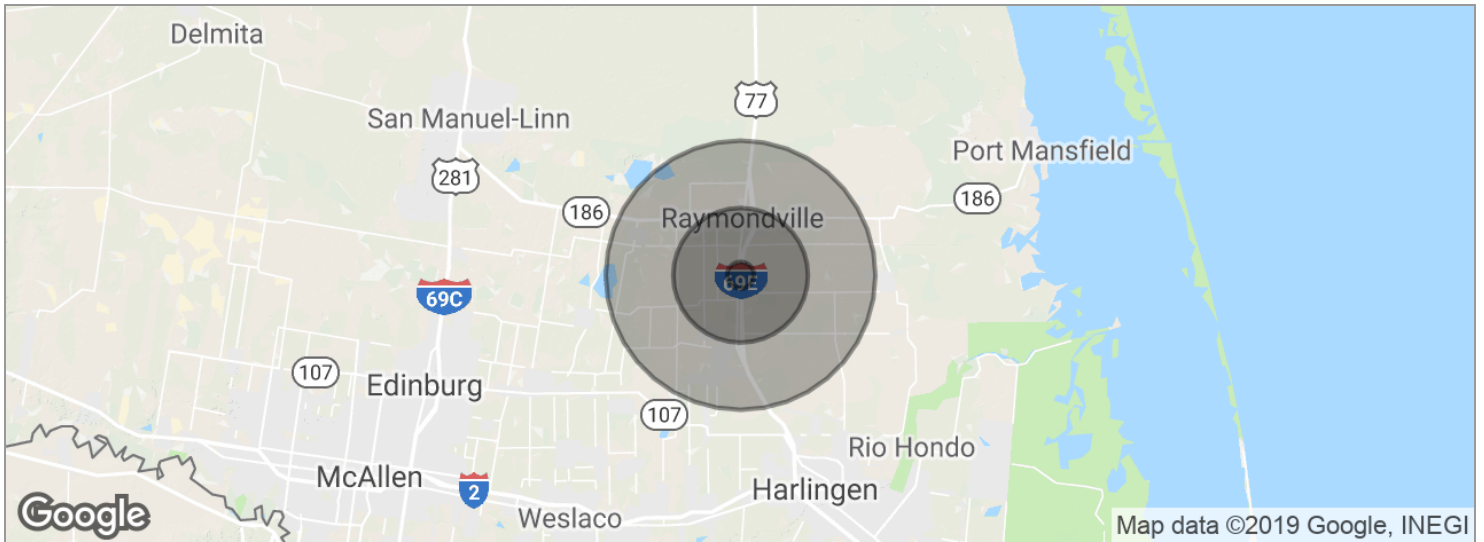 Delmita
77
San Manuel-Linn
Port Mansfield
281
186
186
Raymondville
69E
69C
107
Edinburg
107
Rio Hondo
McAllen
2
Harlingen
Weslaco
Google
Map data ©2019 Google, INEGI